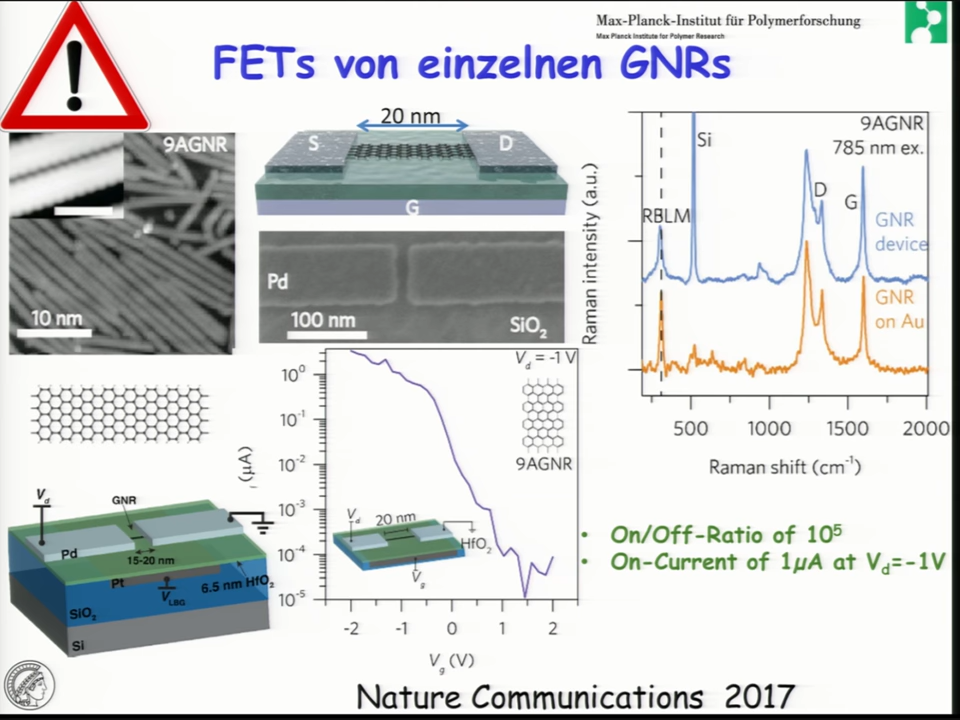 Max-Planck-Institut für Polymerforschung
Max Planck Institute for Polymer Research
FETs von einzelnen GNRs
9AGNR
10 nm
20 nm
S
D
G
Pd
100 nm
SiO2
9AGNR
785 nm ex.
Si
RBLM
D
G
GNR
device
GNR
on Au
Raman intensity (a.u.)
500 1000 1500 2000
Raman shift (cm-1)
Vd = -1 V
10^0
10^-1
10^-2
10^-3
10^-4
10^-5
(µA)
9AGNR
Vd
20 nm
HfO2
Vg
-2 -1 0 1 2
Vg (V)
Vd
GNR
Pd
15-20 nm
Pt
VLBG
6.5 nm HfO2
SiO2
Si
• On/Off-Ratio of 10^5
• On-Current of 1µA at Vd=-1V
Nature Communications 2017